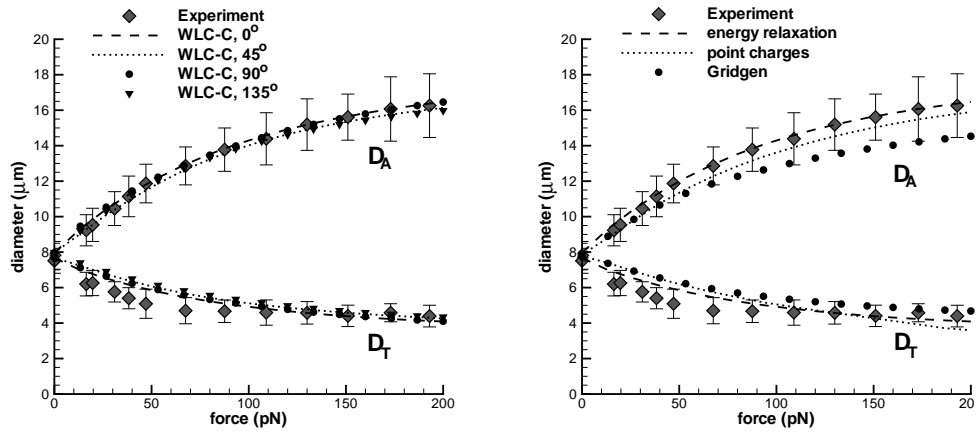 Experiment
WLC-C, 0°
WLC-C, 45°
WLC-C, 90°
WLC-C, 135°
20
18
16
14
12
10
8
6
4
2
0
diameter (μm)
D_A
D_T
0
50
100
150
200
force (pN)
Experiment
energy relaxation
point charges
Gridgen
20
18
16
14
12
10
8
6
4
2
0
diameter (μm)
D_A
D_T
0
50
100
150
20
force (pN)